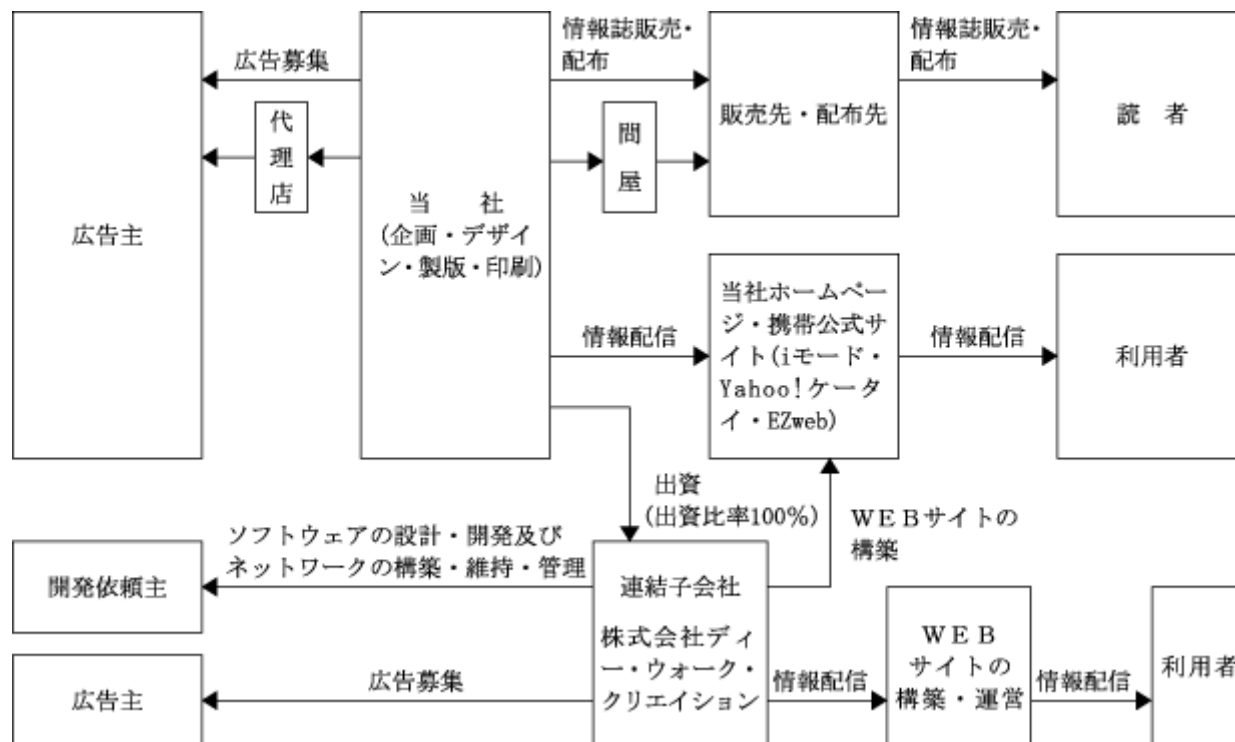 広告主
広告募集
代
理
店
当　社
(企画・デザイ
ン・製版・印刷)
情報誌販売・
配布
問
屋
販売先・配布先
情報誌販売・
配布
読　者
情報配信
当社ホームペー
ジ・携帯公式サ
イト(iモード・
Yahoo!ケータ
イ・EZweb)
情報配信
利用者
出資
(出資比率100%)
WEBサイトの
構築
ソフトウェアの設計・開発及び
ネットワークの構築・維持・管理
開発依頼主
連結子会社
株式会社ディ
ー・ウォーク・
クリエイション
広告募集
広告主
情報配信
WEB
サイトの
構築・運営
情報配信
利用者